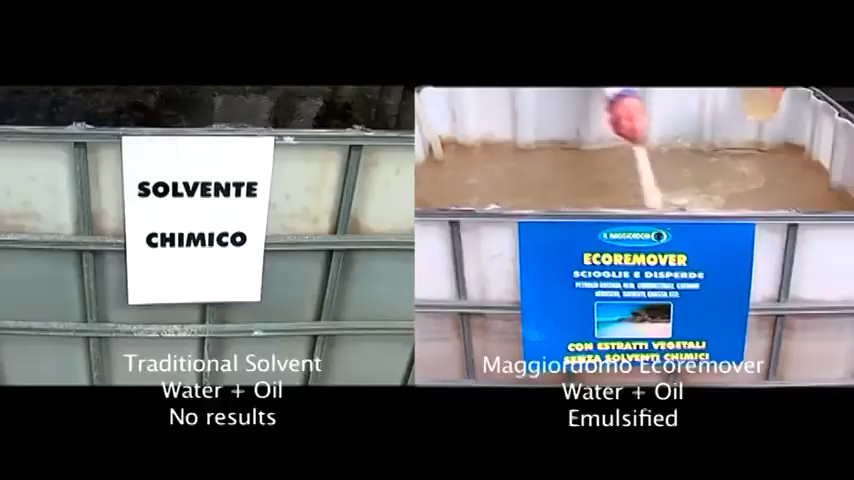 SOLVENTE
CHIMICO
Traditional Solvent
Water + Oil
No results
IL MAGGIORDOMO
ECOREMOVER
SCIOGLIE E DISPERDE
CON ESTRATTI VEGETALI
SENZA SOLVENTI CHIMICI
Maggiordomo Ecoremover
Water + Oil
Emulsified